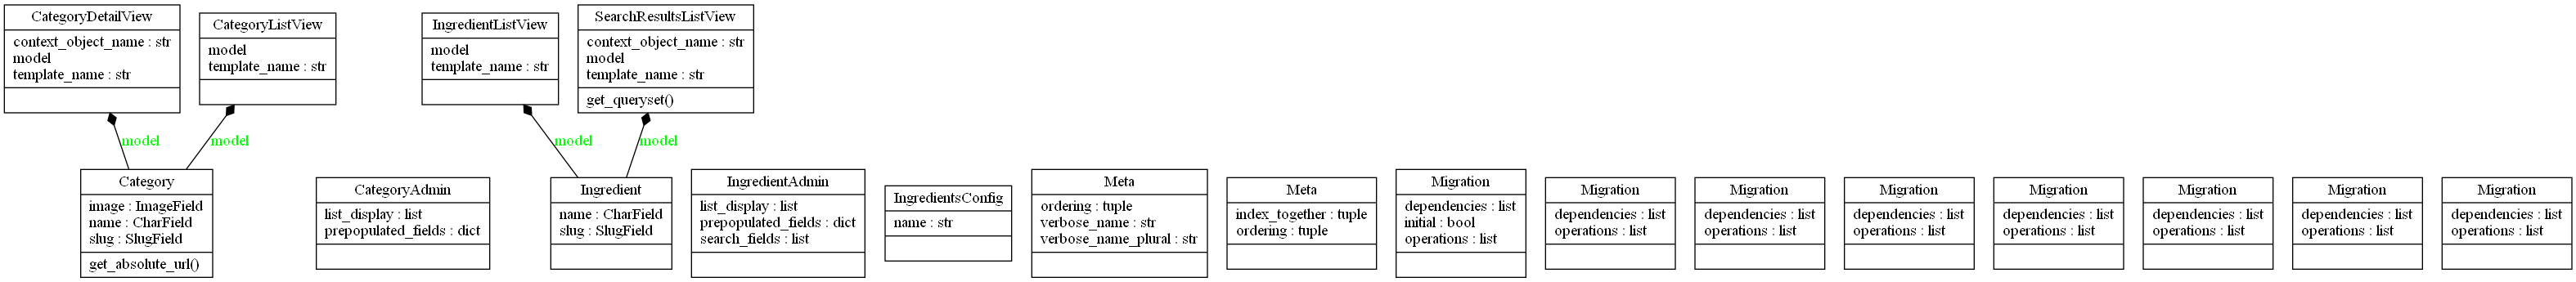 CategoryDetailView
context_object_name : str
model
template_name : str
CategoryListView
model
template_name : str
IngredientListView
model
template_name : str
SearchResultsListView
context_object_name : str
model
template_name : str
get_queryset()
model
model
model
model
Category
image : ImageField
name : CharField
slug : SlugField
get_absolute_url()
CategoryAdmin
list_display : list
prepopulated_fields : dict
Ingredient
name : CharField
slug : SlugField
IngredientAdmin
list_display : list
prepopulated_fields : dict
search_fields : list
IngredientsConfig
name : str
Meta
ordering : tuple
verbose_name : str
verbose_name_plural : str
Meta
index_together : tuple
ordering : tuple
Migration
dependencies : list
initial : bool
operations : list
Migration
dependencies : list
operations : list
Migration
dependencies : list
operations : list
Migration
dependencies : list
operations : list
Migration
dependencies : list
operations : list
Migration
dependencies : list
operations : list
Migration
dependencies : list
operations : list
Migration
dependencies : list
operations : list